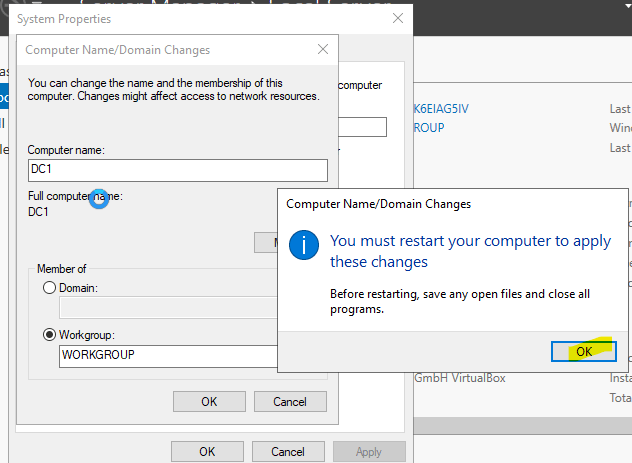 System Properties
Computer Name/Domain Changes
You can change the name and the membership of this
computer. Changes might affect access to network resources.
computer
K6EIAG5IV
ROUP
Last
Wind
Last
Computer name:
DC1
Full computer name:
DC1
Computer Name/Domain Changes
You must restart your computer to apply
these changes
Before restarting, save any open files and close all
programs.
OK
Member of
Domain:
Workgroup:
WORKGROUP
OK
Cancel
GmbH VirtualBox
Insta
Tota
OK
Cancel
Apply